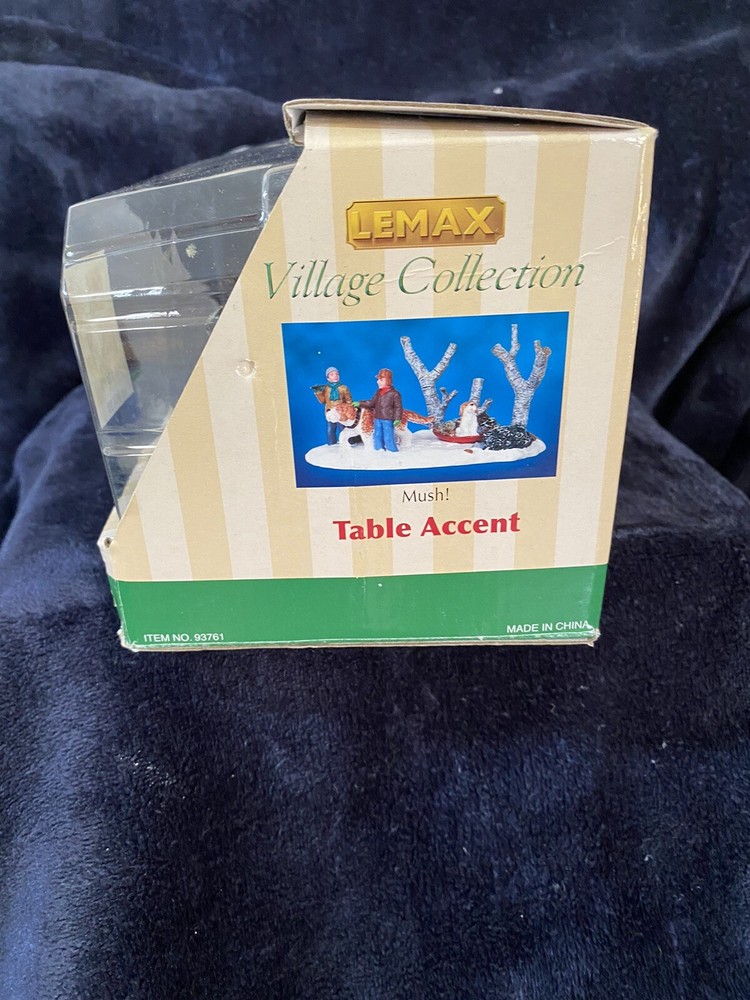 LEMAX
Village Collection
Mush!
Table Accent
ITEM NO. 93761
MADE IN CHINA